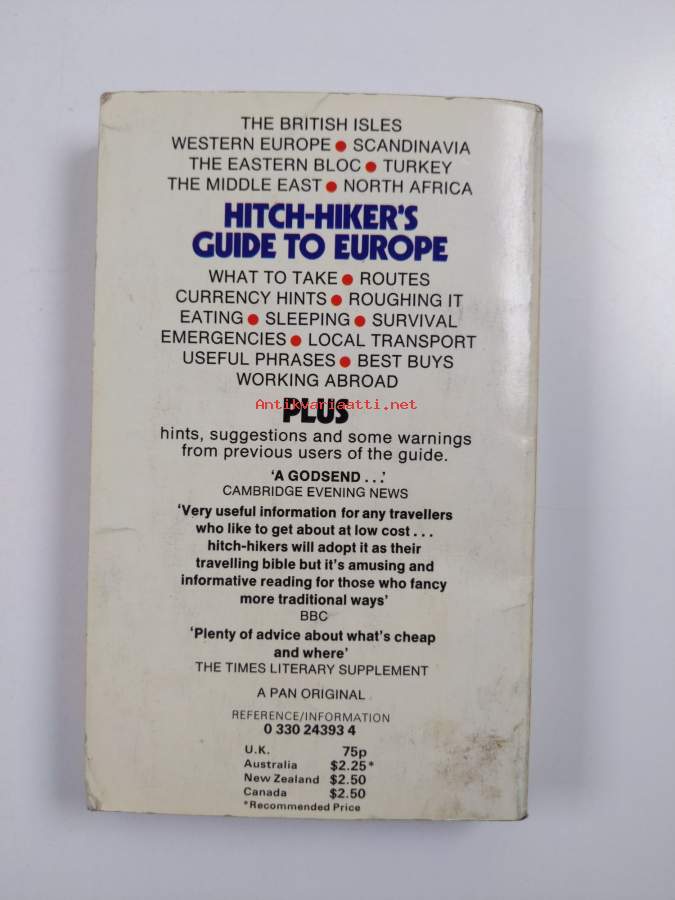 THE BRITISH ISLES
WESTERN EUROPE ● SCANDINAVIA
THE EASTERN BLOC ● TURKEY
THE MIDDLE EAST ● NORTH AFRICA
HITCH-HIKER'S
GUIDE TO EUROPE
WHAT TO TAKE ● ROUTES
CURRENCY HINTS ● ROUGHING IT
EATING ● SLEEPING ● SURVIVAL
EMERGENCIES ● LOCAL TRANSPORT
USEFUL PHRASES ● BEST BUYS
WORKING ABROAD
Antikvariaatti.net
PLUS
hints, suggestions and some warnings
from previous users of the guide.
'A GODSEND . . .'
CAMBRIDGE EVENING NEWS
'Very useful information for any travellers
who like to get about at low cost . . .
hitch-hikers will adopt it as their
travelling bible but it's amusing and
informative reading for those who fancy
more traditional ways'
BBC
'Plenty of advice about what's cheap
and where'
THE TIMES LITERARY SUPPLEMENT
A PAN ORIGINAL
REFERENCE/INFORMATION
0 330 24393 4
U.K. 75p
Australia $2.25*
New Zealand $2.50
Canada $2.50
*Recommended Price